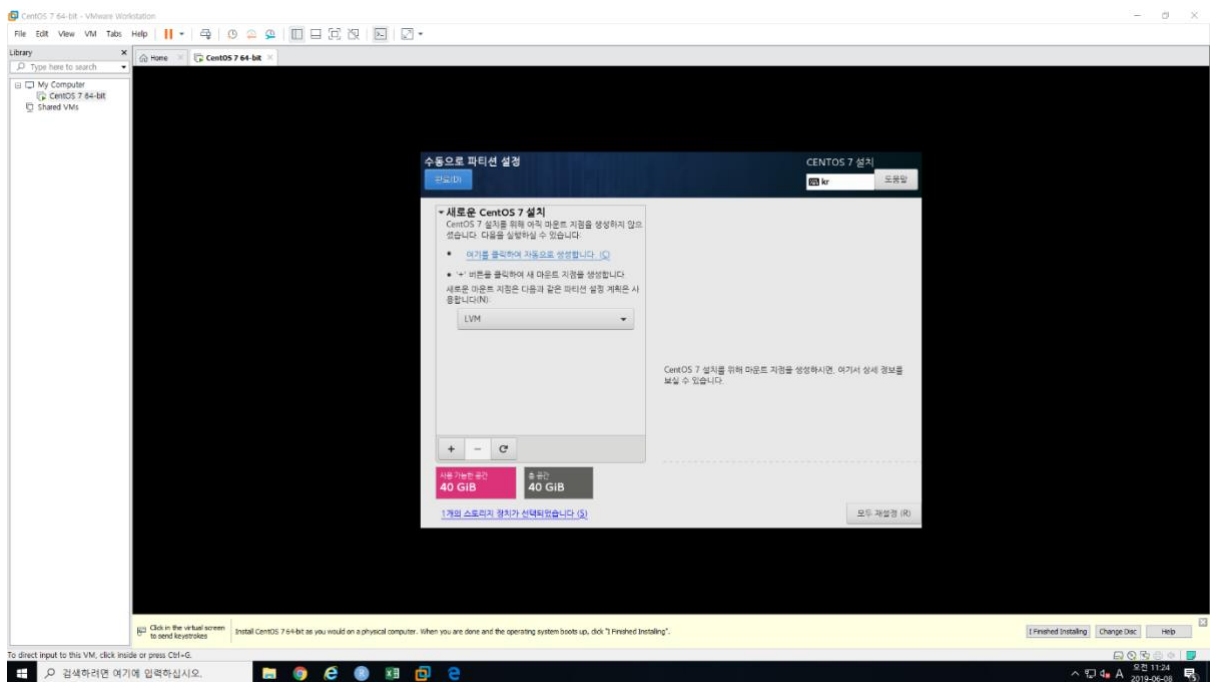 CentOS 7 64-bit - VMware Workstation
File Edit View VM Tabs Help
Library
Type here to search
Home
CentOS 7 64-bit
My Computer
CentOS 7 64-bit
Shared VMs
수동으로 파티션 설정
CENTOS 7 설치
완료(D)
kr
도움말
새로운 CentOS 7 설치
CentOS 7 설치를 위해 아직 마운트 지점을 생성하지 않으
셨습니다. 다음을 실행하실 수 있습니다:
여기를 클릭하여 자동으로 생성합니다. (C)
'+' 버튼을 클릭하여 새 마운트 지점을 생성합니다
새로운 마운트 지점은 다음과 같은 파티션 설정 계획은 사
용합니다(N):
LVM
CentOS 7 설치를 위해 마운트 지점을 생성하시면, 여기서 상세 정보를
보실 수 있습니다.
+ - 
사용 가능한 공간
40 GiB
총 공간
40 GiB
1개의 스토리지 장치가 선택되었습니다 (S)
모두 재설정 (R)
Click in the virtual screen
to send keystrokes
Install CentOS 7 64-bit as you would on a physical computer. When you are done and the operating system boots up, click "I Finished Installing".
I Finished Installing
Change Disc
Help
To direct input to this VM, click inside or press Ctrl+G.
검색하려면 여기에 입력하십시오.
A
오전 11:24
2019-06-08